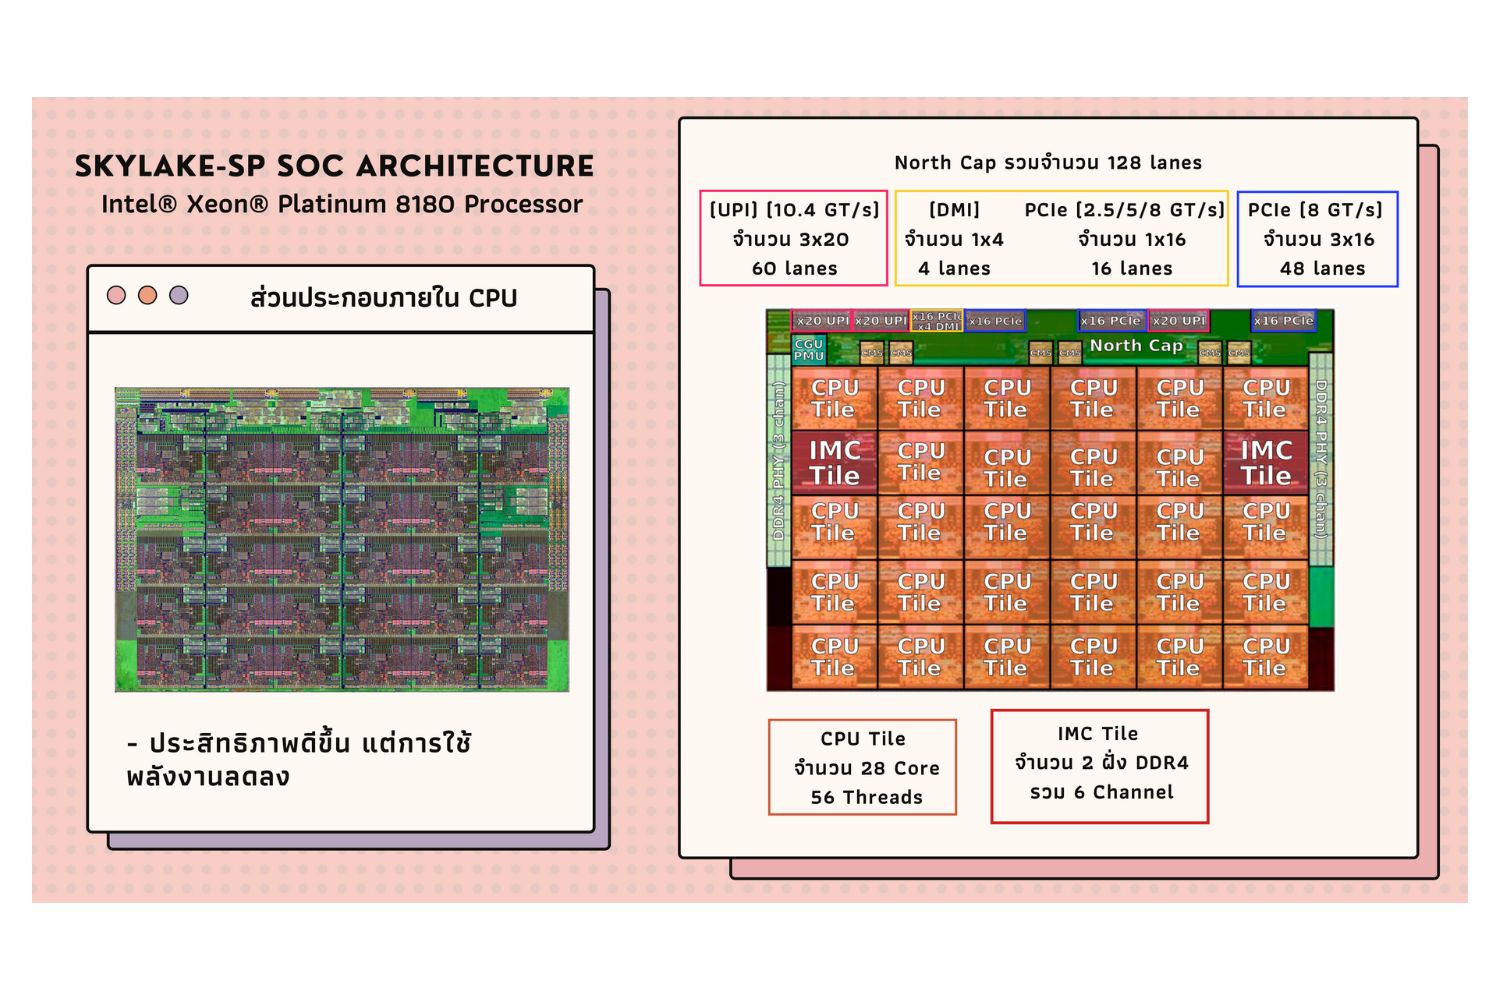 SKYLAKE-SP SOC ARCHITECTURE
Intel® Xeon® Platinum 8180 Processor
ส่วนประกอบภายใน CPU
- ประสิทธิภาพดีขึ้น แต่การใช้
พลังงานลดลง
North Cap รวมจำนวน 128 lanes
(UPI) (10.4 GT/s)
จำนวน 3x20
60 lanes
(DMI) PCIe (2.5/5/8 GT/s)
จำนวน 1x4 จำนวน 1x16
4 lanes 16 lanes
PCIe (8 GT/s)
จำนวน 3x16
48 lanes
x20 UPI x20 UPI x16 PCIe x16 PCIe x16 PCIe x20 UPI x16 PCIe
x4 DMI
CGU
PMU
CMS CMS CMS CMS North Cap CMS CMS
DDR4 PHY (3 chan)
CPU CPU CPU CPU CPU CPU
Tile Tile Tile Tile Tile Tile
IMC CPU CPU CPU CPU IMC
Tile Tile Tile Tile Tile Tile
CPU CPU CPU CPU CPU CPU
Tile Tile Tile Tile Tile Tile
CPU CPU CPU CPU CPU CPU
Tile Tile Tile Tile Tile Tile
CPU CPU CPU CPU CPU CPU
Tile Tile Tile Tile Tile Tile
DDR4 PHY (3 chan)
CPU Tile
จำนวน 28 Core
56 Threads
IMC Tile
จำนวน 2 ฝั่ง DDR4
รวม 6 Channel